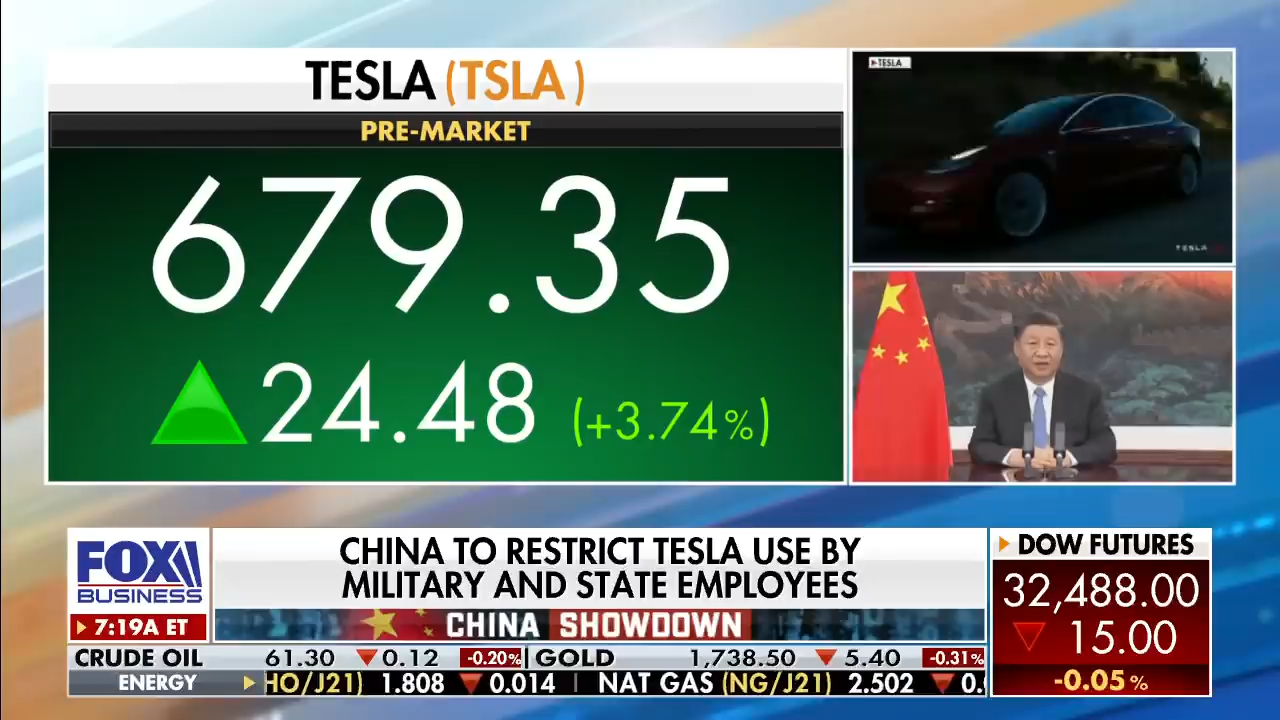 TESLA (TSLA )
PRE-MARKET
679.35
24.48 (+3.74%)
TESLA
TESLA
FOX
BUSINESS
7:19A ET
CHINA TO RESTRICT TESLA USE BY
MILITARY AND STATE EMPLOYEES
CHINA SHOWDOWN
DOW FUTURES
32,488.00
15.00
-0.05%
CRUDE OIL 61.30 0.12 -0.20% GOLD 1,738.50 5.40 -0.31%
ENERGY HO/J21) 1.808 0.014 NAT GAS (NG/J21) 2.502 0.0